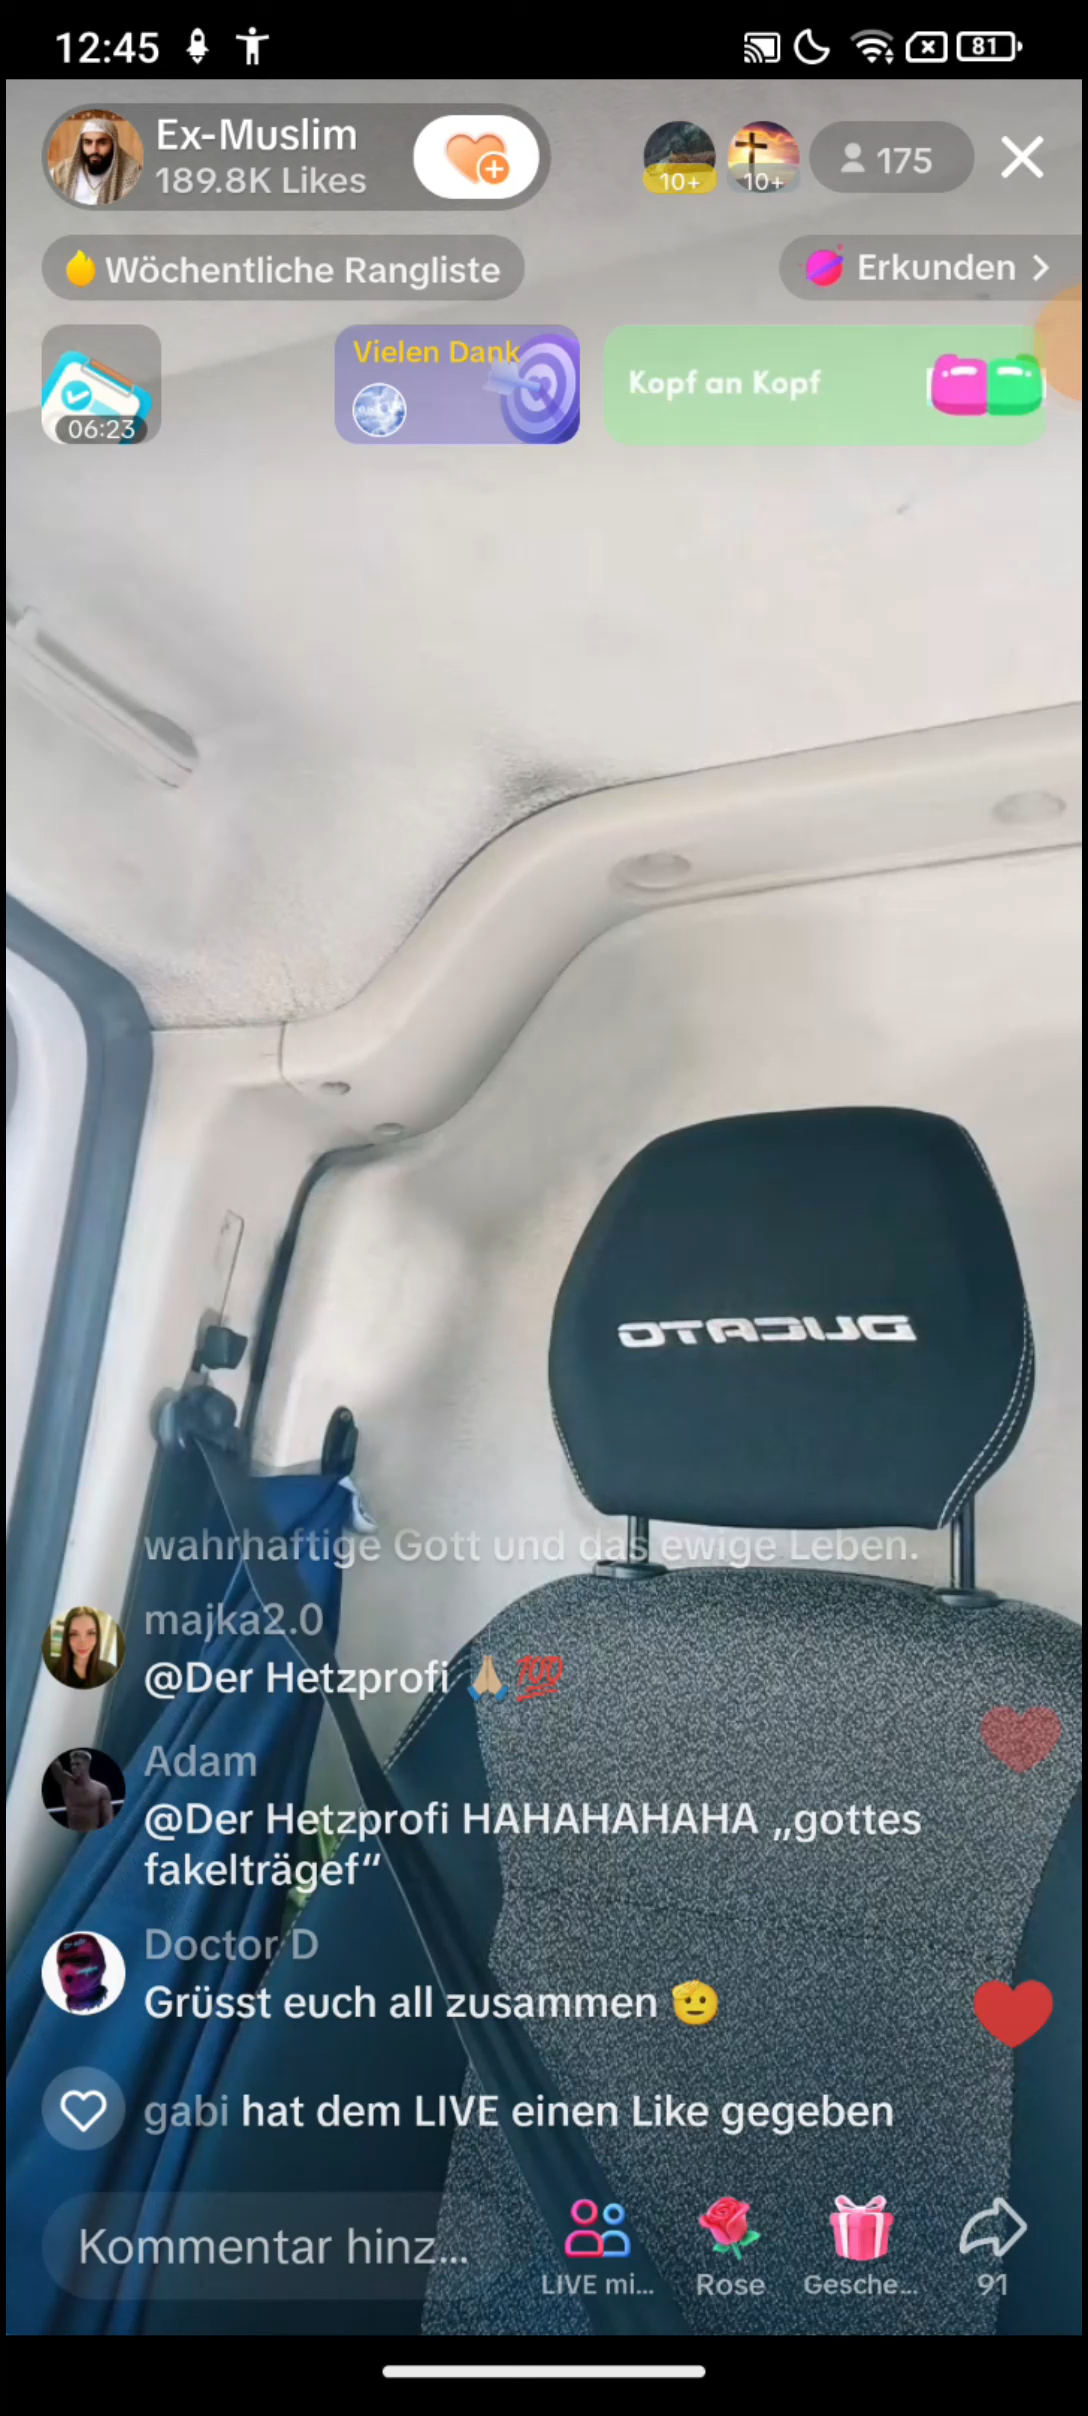 12:45
81
Ex-Muslim
189.8K Likes
10+
10+
175
Wöchentliche Rangliste
Erkunden
06:23
Vielen Dank
Kopf an Kopf
DUCATO
wahrhaftige Gott und das ewige Leben.
majka2.0
@Der Hetzprofi 🙏🏼💯
Adam
@Der Hetzprofi HAHAHAHAHA „gottes
fakelträgef“
Doctor D
Grüsst euch all zusammen 🫡
gabi hat dem LIVE einen Like gegeben
Kommentar hinz...
LIVE mi...
Rose
Gesche...
91